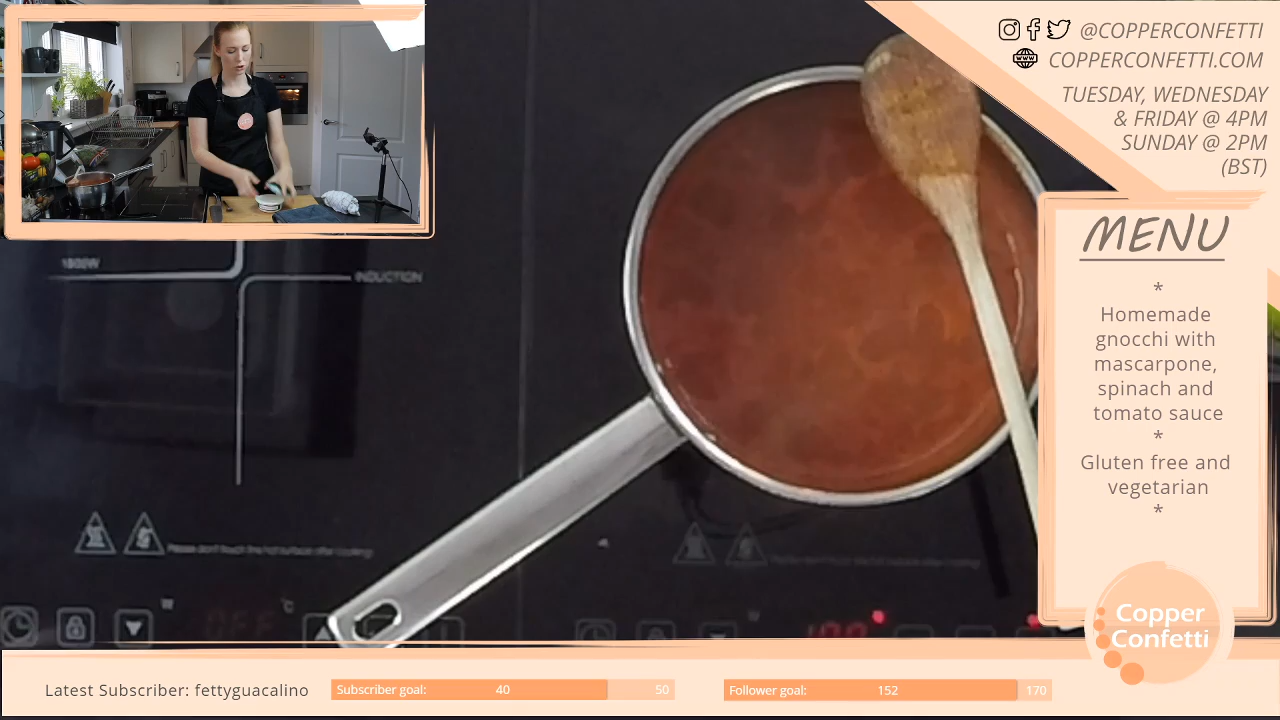 @COPPERCONFETTI
WWW
COPPERCONFETTI.COM
TUESDAY, WEDNESDAY
& FRIDAY @ 4PM
SUNDAY @ 2PM
(BST)
MENU
*
Homemade
gnocchi with
mascarpone,
spinach and
tomato sauce
*
Gluten free and
vegetarian
*
1800W
INDUCTION
OFF
°C
Copper
Confetti
Latest Subscriber: fettyguacalino
Subscriber goal: 40 50
Follower goal: 152 170